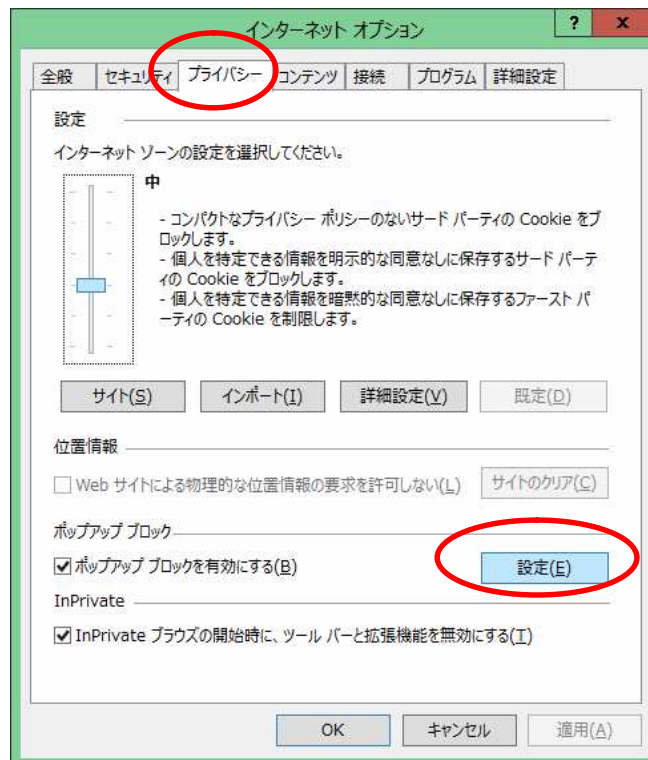 インターネット オプション
? x
全般 セキュリティ プライバシー コンテンツ 接続 プログラム 詳細設定
設定
インターネット ゾーンの設定を選択してください。
中
- コンパクトなプライバシー ポリシーのないサード パーティの Cookie をブ
ロックします。
- 個人を特定できる情報を明示的な同意なしに保存するサード パーテ
ィの Cookie をブロックします。
- 個人を特定できる情報を暗黙的な同意なしに保存するファースト パ
ーティの Cookie を制限します。
サイト(S) インポート(I) 詳細設定(V) 既定(D)
位置情報
Web サイトによる物理的な位置情報の要求を許可しない(L) サイトのクリア(C)
ポップアップ ブロック
ポップアップ ブロックを有効にする(B) 設定(E)
InPrivate
InPrivate ブラウズの開始時に、ツール バーと拡張機能を無効にする(T)
OK キャンセル 適用(A)